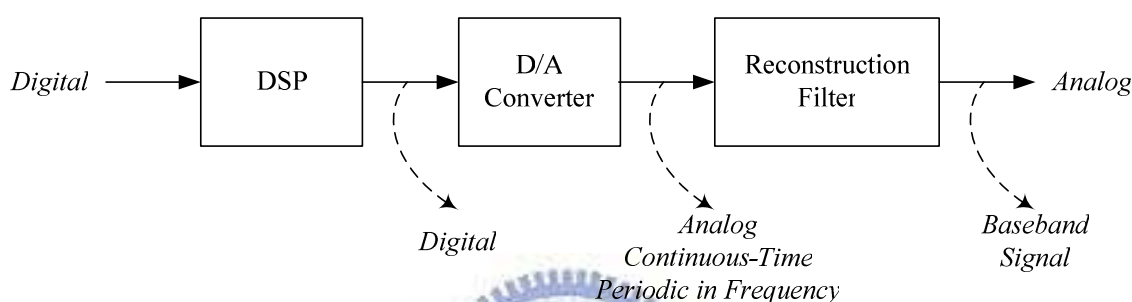 Digital
DSP
D/A
Converter
Reconstruction
Filter
Analog
Digital
Analog
Continuous-Time
Periodic in Frequency
Baseband
Signal